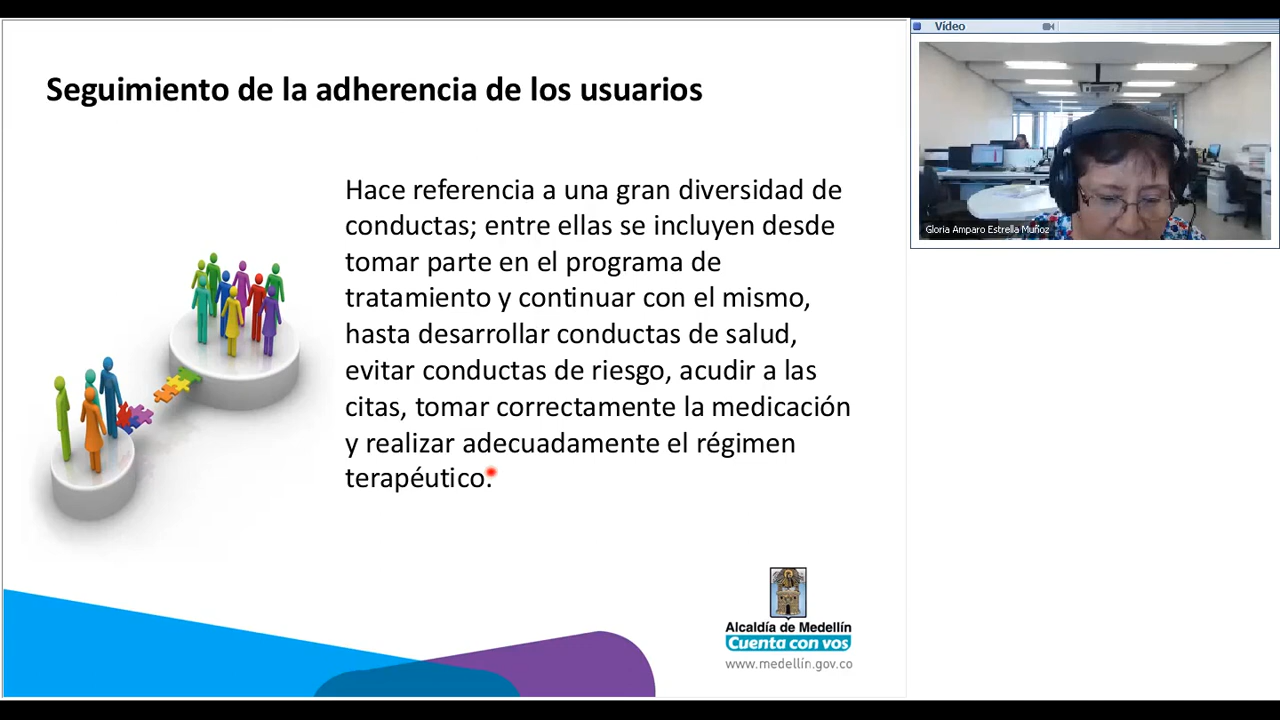 Seguimiento de la adherencia de los usuarios
Hace referencia a una gran diversidad de
conductas; entre ellas se incluyen desde
tomar parte en el programa de
tratamiento y continuar con el mismo,
hasta desarrollar conductas de salud,
evitar conductas de riesgo, acudir a las
citas, tomar correctamente la medicación
y realizar adecuadamente el régimen
terapéutico.
Alcaldía de Medellín
Cuenta con vos
www.medellín.gov.co
Vídeo
Gloria Amparo Estrella Muñoz